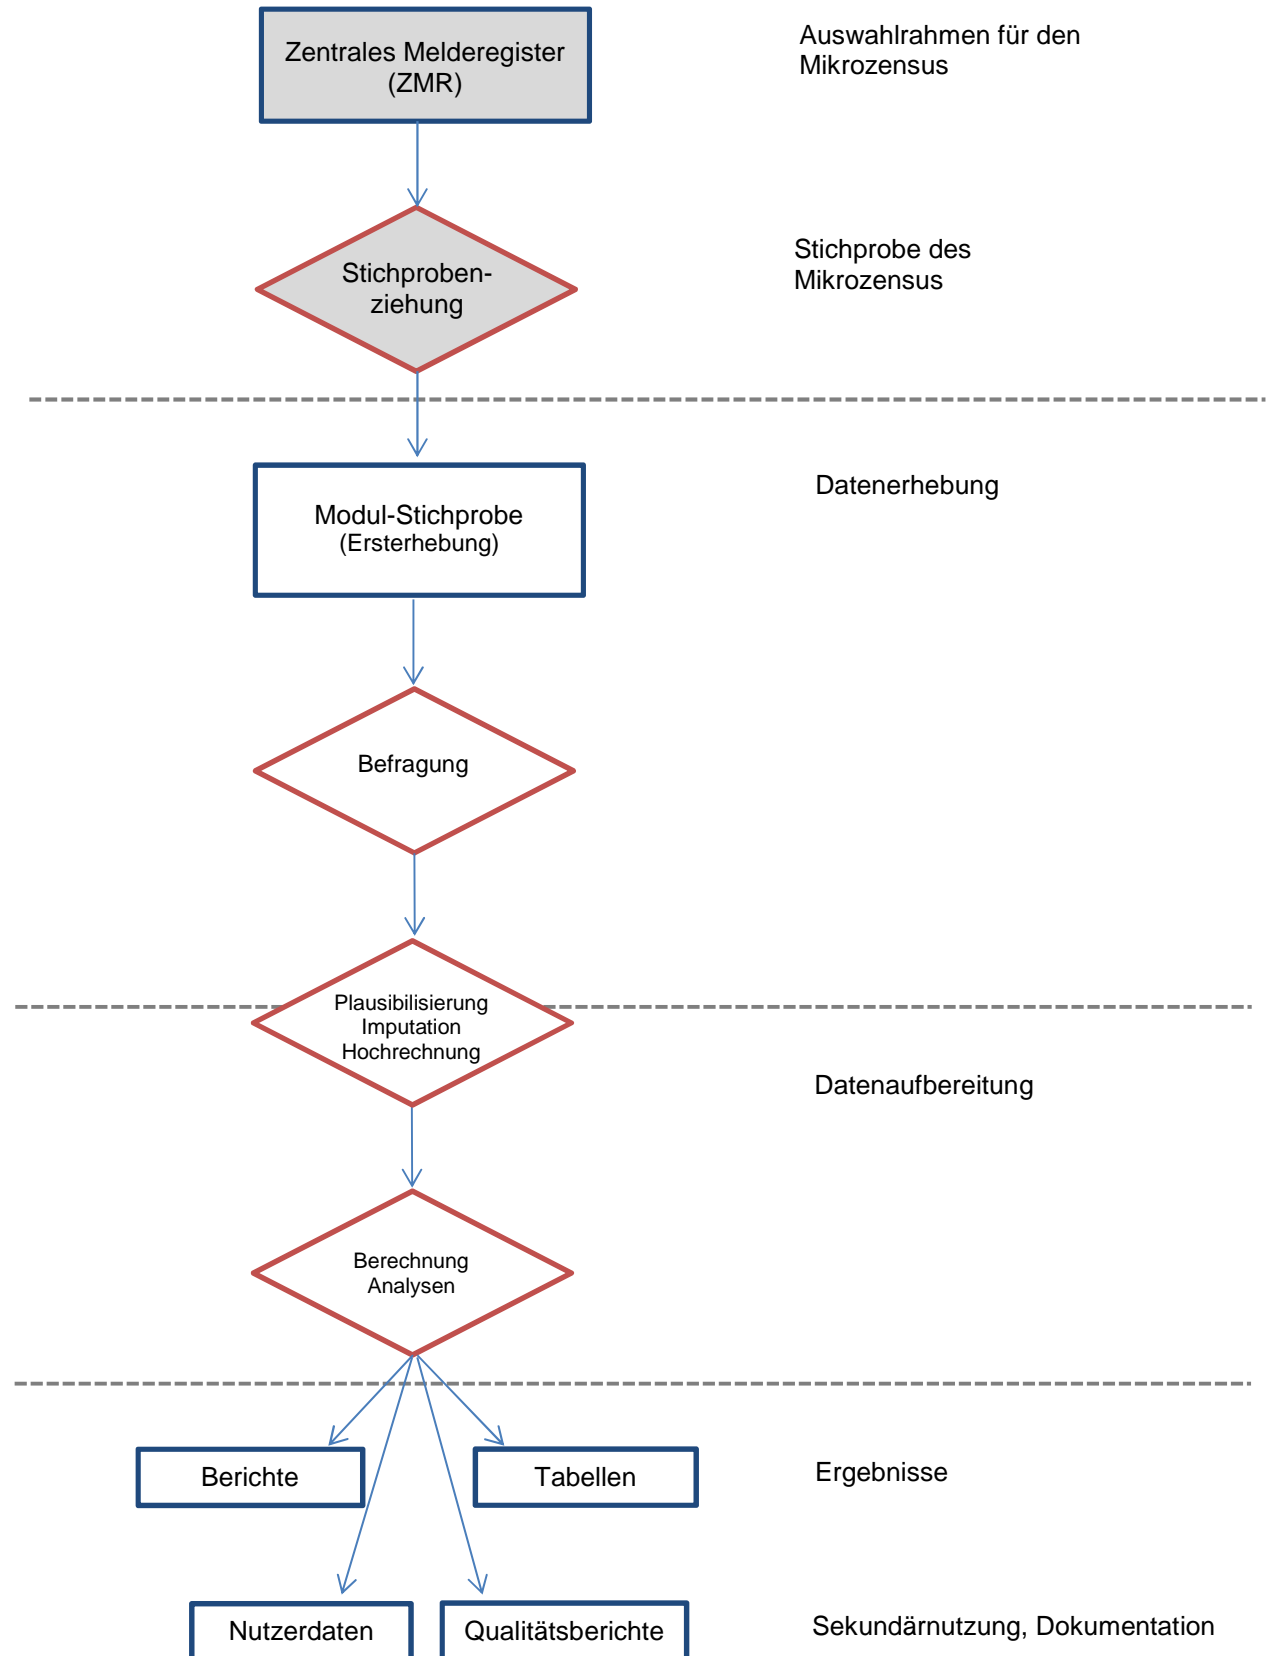 Zentrales Melderegister
(ZMR)
Auswahlrahmen für den
Mikrozensus
Stichproben-
ziehung
Stichprobe des
Mikrozensus
Modul-Stichprobe
(Ersterhebung)
Datenerhebung
Befragung
Plausibilisierung
Imputation
Hochrechnung
Datenaufbereitung
Berechnung
Analysen
Berichte
Tabellen
Ergebnisse
Nutzerdaten
Qualitätsberichte
Sekundärnutzung, Dokumentation